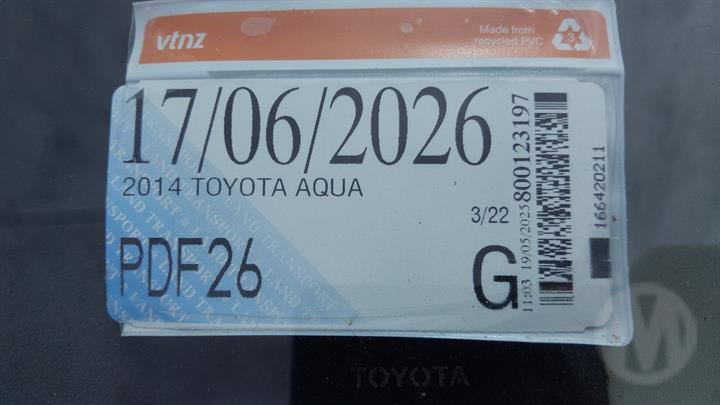 vtnz
Made from
recycled PVC
3
17/06/2026
2014 TOYOTA AQUA
3/22
PDF26
G
11:03 19/05/2025
800123197
166420211
TOYOTA
M